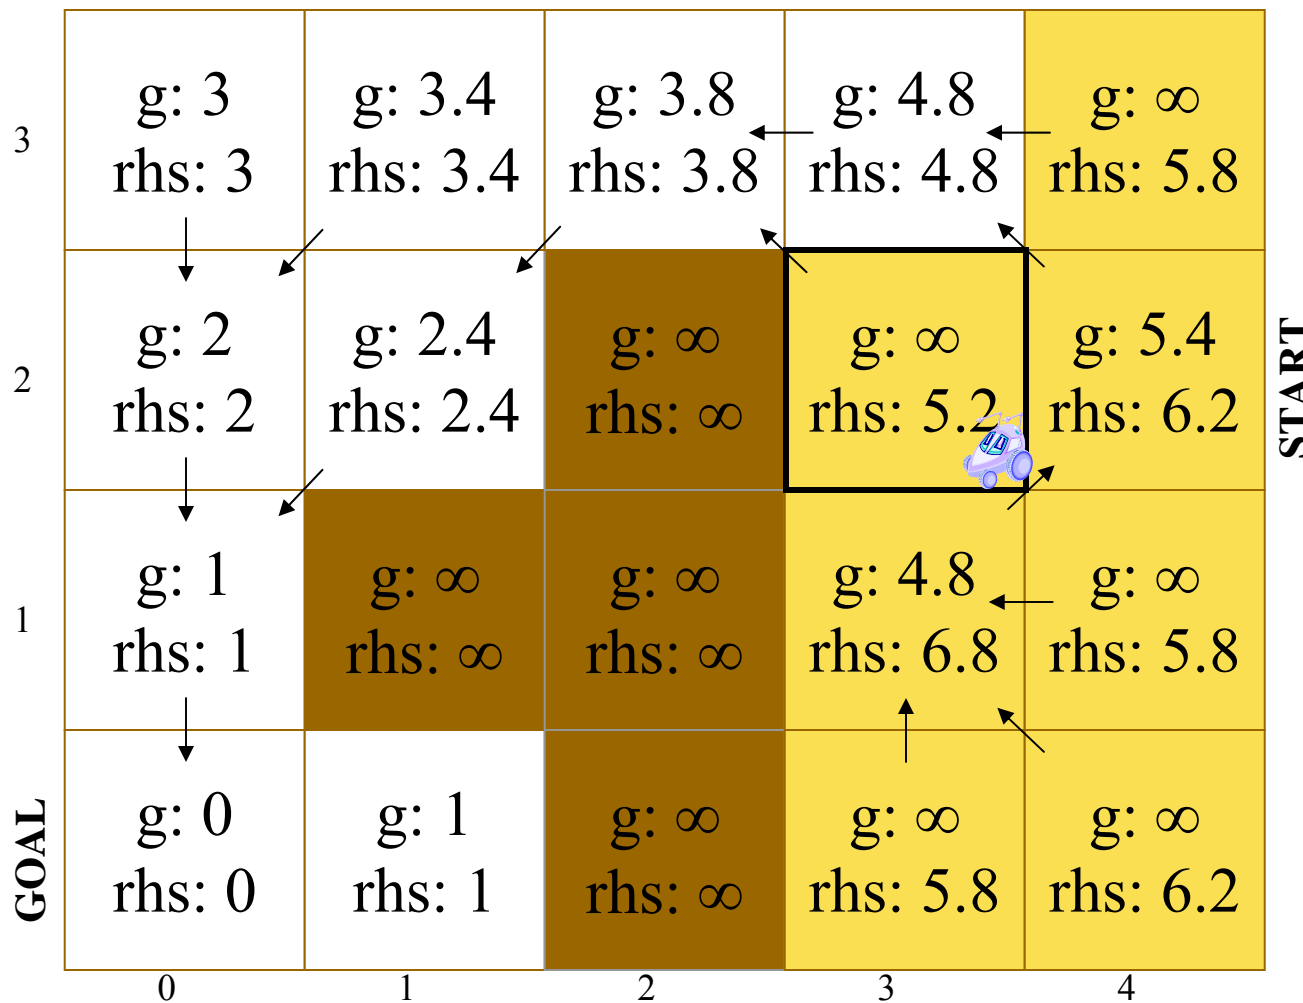 g: 3 g: 3.4 g: 3.8 g: 4.8 g: ∞
3
rhs: 3 rhs: 3.4 rhs: 3.8 rhs: 4.8 rhs: 5.8
g: 2 g: 2.4 g: ∞ g: ∞ g: 5.4
2
rhs: 2 rhs: 2.4 rhs: ∞ rhs: 5.2 rhs: 6.2
START
g: 1 g: ∞ g: ∞ g: 4.8 g: ∞
1
rhs: 1 rhs: ∞ rhs: ∞ rhs: 6.8 rhs: 5.8
g: 0 g: 1 g: ∞ g: ∞ g: ∞
rhs: 0 rhs: 1 rhs: ∞ rhs: 5.8 rhs: 6.2
GOAL
0 1 2 3 4